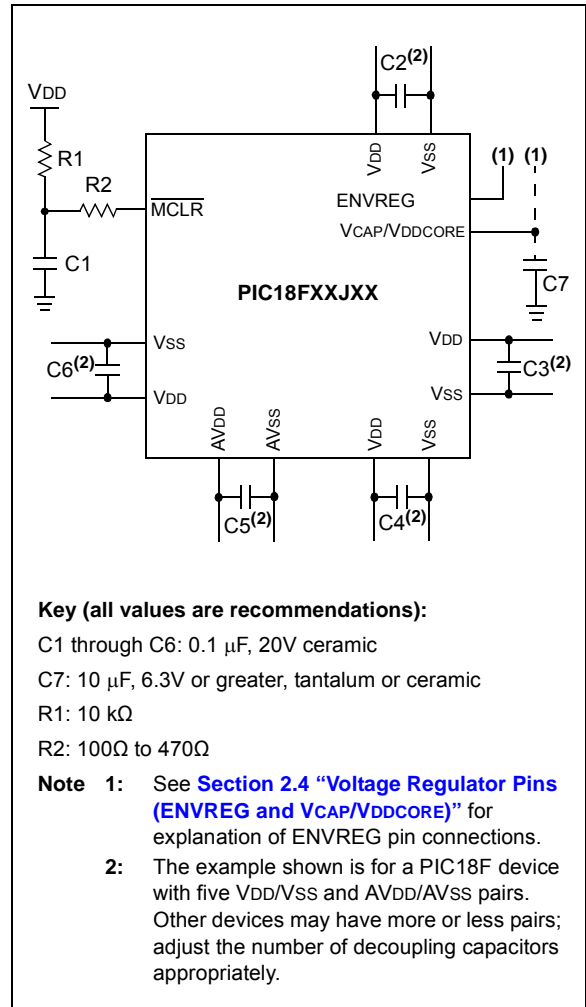 C2(2)
VDD
R1
R2
C1
VDD
VSS
(1) (1)
MCLR
ENVREG
VCAP/VDDCORE
C7
PIC18FXXJXX
VSS
C6(2)
VDD
VDD
C3(2)
VSS
AVDD
AVSS
VDD
VSS
C5(2)
C4(2)
Key (all values are recommendations):
C1 through C6: 0.1 μF, 20V ceramic
C7: 10 μF, 6.3V or greater, tantalum or ceramic
R1: 10 kΩ
R2: 100Ω to 470Ω
Note 1: See Section 2.4 “Voltage Regulator Pins
(ENVREG and VCAP/VDDCORE)” for
explanation of ENVREG pin connections.
2: The example shown is for a PIC18F device
with five VDD/VSS and AVDD/AVSS pairs.
Other devices may have more or less pairs;
adjust the number of decoupling capacitors
appropriately.